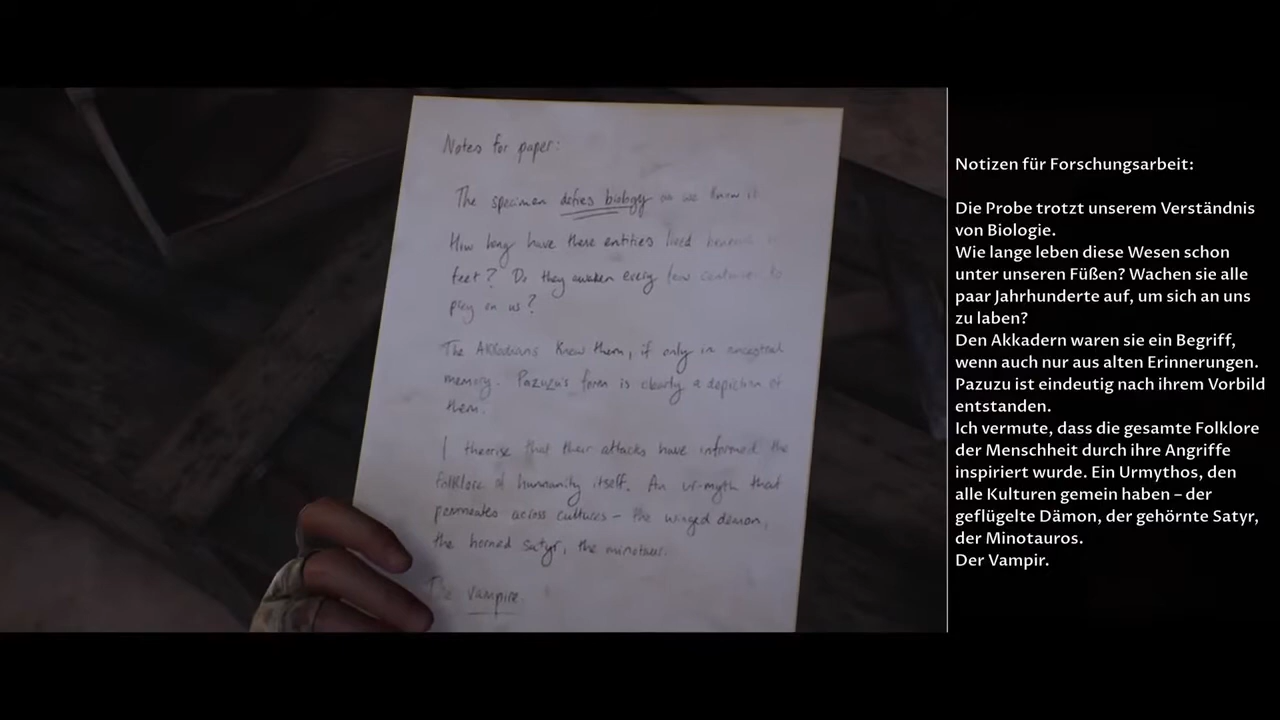 Notes for paper:
The specimen defies biology as we know it
How long have these entities lived beneath
feet? Do they awaken every few centuries to
prey on us?
The Akkadians knew them, if only in ancestral
memory. Pazuzu's form is clearly a depiction of
them.
I theorise that their attacks have informed the
folklore of humanity itself. An ur-myth that
permeates across cultures – the winged demon,
the horned satyr, the minotaur.
The vampire.
Notizen für Forschungsarbeit:
Die Probe trotzt unserem Verständnis
von Biologie.
Wie lange leben diese Wesen schon
unter unseren Füßen? Wachen sie alle
paar Jahrhunderte auf, um sich an uns
zu laben?
Den Akkadern waren sie ein Begriff,
wenn auch nur aus alten Erinnerungen.
Pazuzu ist eindeutig nach ihrem Vorbild
entstanden.
Ich vermute, dass die gesamte Folklore
der Menschheit durch ihre Angriffe
inspiriert wurde. Ein Urmythos, den
alle Kulturen gemein haben – der
geflügelte Dämon, der gehörnte Satyr,
der Minotauros.
Der Vampir.